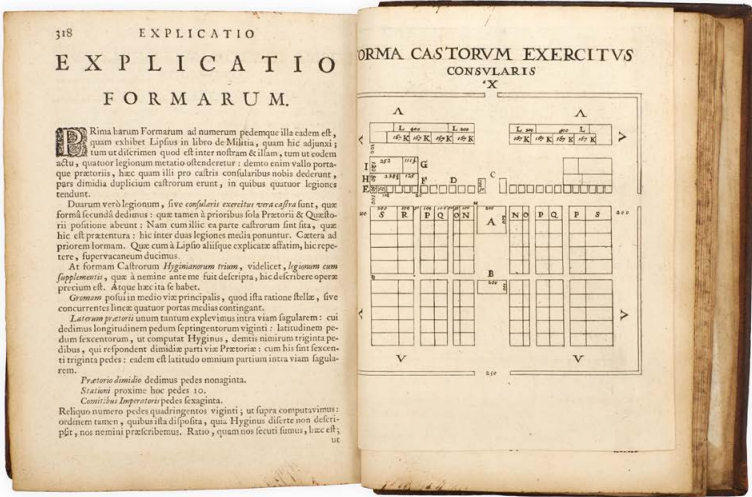 318 EXPLICATIO
EXPLICATIO
FORMARUM.
PRima harum Formarum ad numerum pedemque illa eadem est,
quam exhibet Lipsius in libro de Militia, quam hic adjunxi;
tum ut discrimen quod est inter nostram & illam, tum ut eodem
actu, quatuor legionum metatio ostenderetur: demto enim vallo porta-
que prætoriis, hæc quam illi pro castris consularibus nobis dederunt,
pars dimidia duplicium castrorum erunt, in quibus quatuor legiones
tendunt.
Duarum verò legionum, sive consularis exercitus vera castra sunt, quæ
formâ secundâ dedimus: quæ tamen à prioribus sola Prætorii & Quæsto-
rii positione abeunt: Nam cum illic ea parte castrorum sint sita, quæ
hic est prætentura: hic inter duas legiones media ponuntur. Cætera ad
priorem formam. Quæ cum à Lipsio aliisque explicatæ affatim, hic repe-
tere, supervacaneum ducimus.
At formam Castrorum Hyginianorum trium, videlicet, legionum cum
supplementis, quæ à nemine ante me fuit descripta, hic describere operæ
precium est. Atque hæc ita se habet.
Gromam posui in medio viæ principalis, quod ista ratione stellæ, sive
concurrentes lineæ quatuor portas medias contingant.
Laterum prætorii unum tantum explevimus intra viam sagularem: cui
dedimus longitudinem pedum septingentorum viginti: latitudinem pe-
dum sexcentorum, ut computat Hyginus, demtis nimirum triginta pe-
dibus, qui respondent dimidiæ parti viæ Prætoriæ: cum his sint sexcen-
ti triginta pedes: eadem est latitudo omnium partium intra viam sagula-
rem.
Prætorio dimidio dedimus pedes nonaginta.
Stationi proxime hoc pedes 10.
Comitibus Imperatoris pedes sexaginta.
Reliquo numero pedes quadringentos viginti; ut supra computavimus:
ordinem tamen, quibus ista disposita, quia Hyginus diserte non descri-
psit, nos nemini præscribemus. Ratio, quam nos secuti sumus, hæc est;
ut
FORMA CASTORVM EXERCITVS
CONSVLARIS
X
Λ Λ
L 400 L L 200 L
K K K K K K K
I 252 G
H F D C
E
S R P Q O N N O P Q P S 200
A
B
V V
250